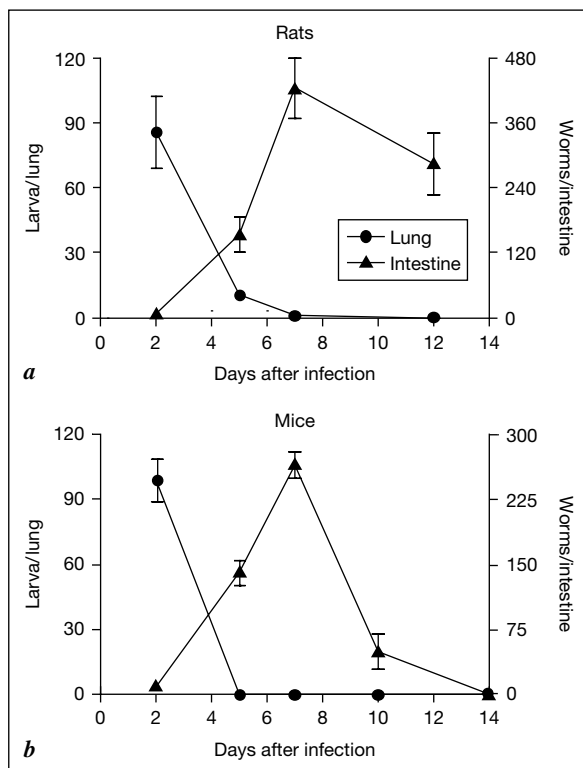 Rats
120
90
60
30
0
Larva/lung
480
360
240
120
0
Worms/intestine
Lung
Intestine
0 2 4 6 8 10 12 14
Days after infection
a
Mice
120
90
60
30
0
Larva/lung
300
225
150
75
0
Worms/intestine
0 2 4 6 8 10 12 14
Days after infection
b